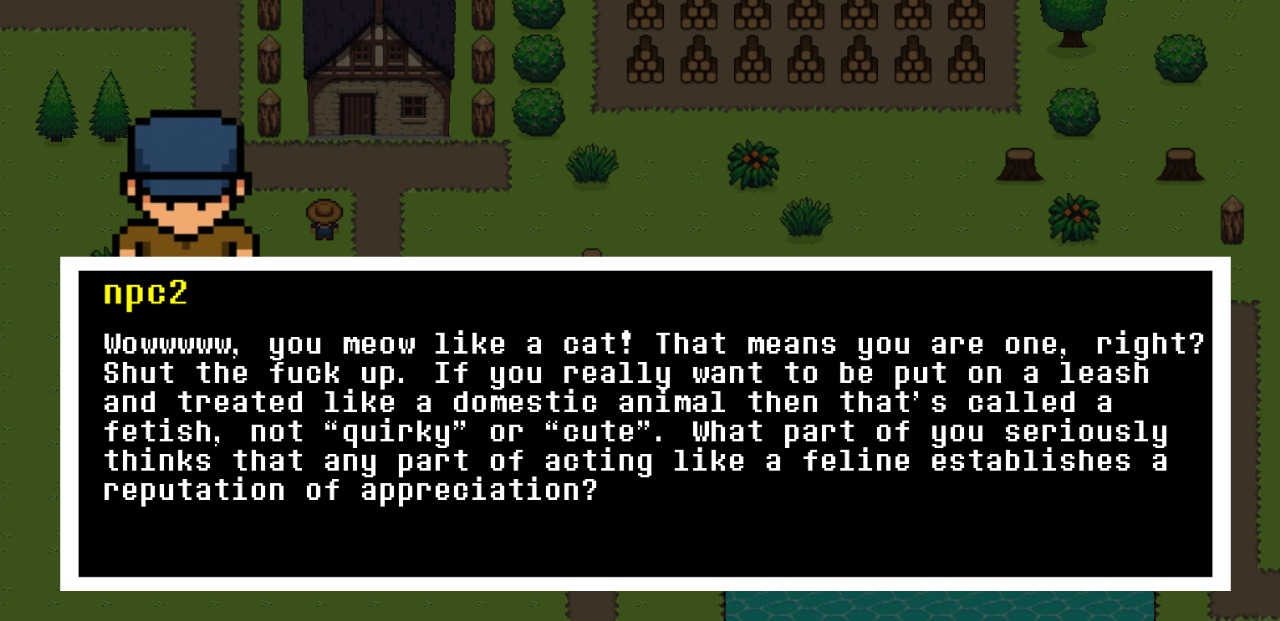 npc2
Wowwwww, you meow like a cat! That means you are one, right?
Shut the fuck up. If you really want to be put on a leash
and treated like a domestic animal then that's called a
fetish, not “quirky” or “cute”. What part of you seriously
thinks that any part of acting like a feline establishes a
reputation of appreciation?